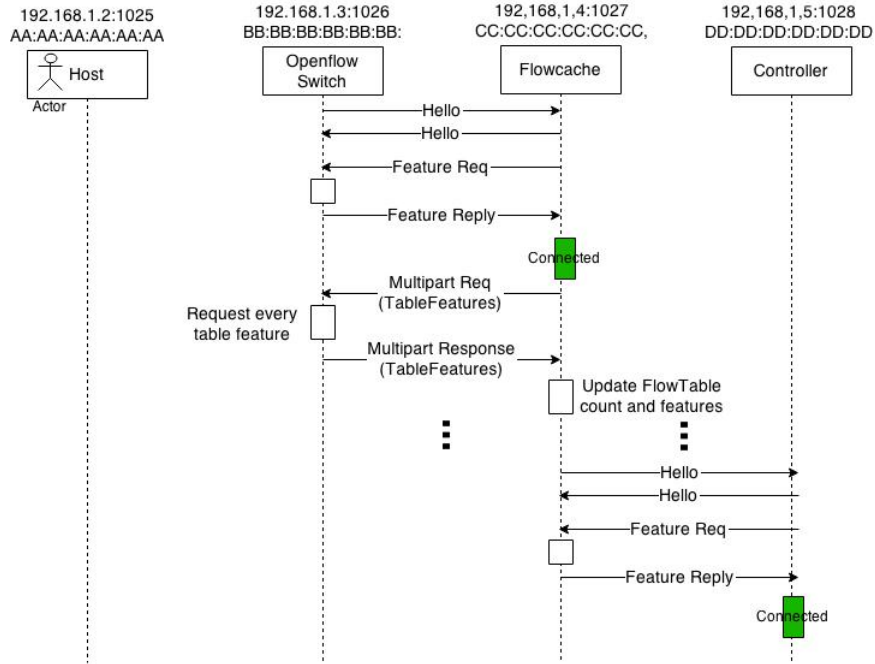 192.168.1.2:1025
AA:AA:AA:AA:AA:AA
Host
Actor
192.168.1.3:1026
BB:BB:BB:BB:BB:BB:
Openflow
Switch
192,168,1,4:1027
CC:CC:CC:CC:CC:CC,
Flowcache
192,168,1,5:1028
DD:DD:DD:DD:DD:DD
Controller
Hello
Hello
Feature Req
Feature Reply
Connected
Multipart Req
(TableFeatures)
Request every
table feature
Multipart Response
(TableFeatures)
Update FlowTable
count and features
Hello
Hello
Feature Req
Feature Reply
Connected